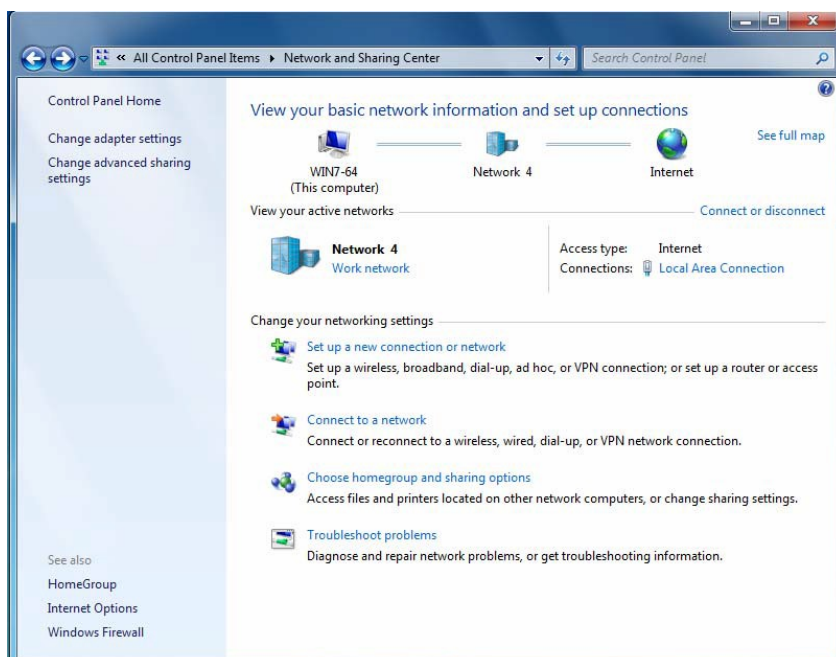 « All Control Panel Items ▸ Network and Sharing Center
Search Control Panel
Control Panel Home
Change adapter settings
Change advanced sharing
settings
See also
HomeGroup
Internet Options
Windows Firewall
View your basic network information and set up connections
See full map
WIN7-64
(This computer)
Network 4
Internet
View your active networks
Connect or disconnect
Network 4
Work network
Access type: Internet
Connections: Local Area Connection
Change your networking settings
Set up a new connection or network
Set up a wireless, broadband, dial-up, ad hoc, or VPN connection; or set up a router or access
point.
Connect to a network
Connect or reconnect to a wireless, wired, dial-up, or VPN network connection.
Choose homegroup and sharing options
Access files and printers located on other network computers, or change sharing settings.
Troubleshoot problems
Diagnose and repair network problems, or get troubleshooting information.